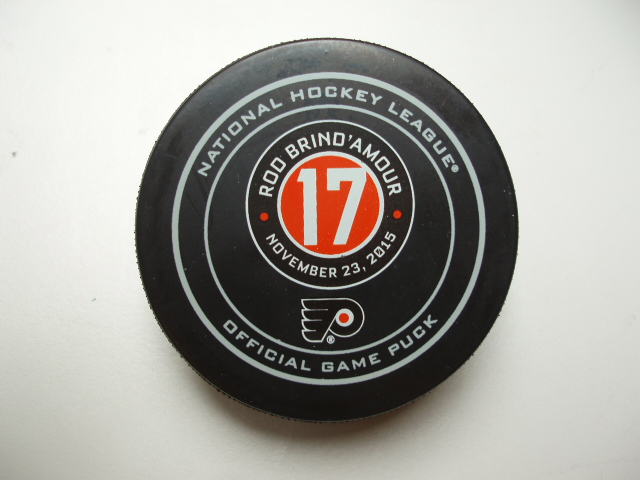 NATIONAL HOCKEY LEAGUE®
ROD BRIND'AMOUR
17
NOVEMBER 23, 2015
®
OFFICIAL GAME PUCK